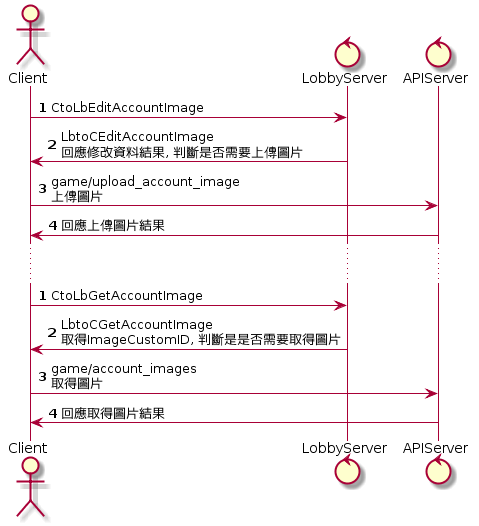 Client
LobbyServer
APIServer
1 CtoLbEditAccountImage
2 LbtoCEditAccountImage
回應修改資料結果, 判斷是否需要上傳圖片
3 game/upload_account_image
上傳圖片
4 回應上傳圖片結果
1 CtoLbGetAccountImage
2 LbtoCGetAccountImage
取得ImageCustomID, 判斷是是否需要取得圖片
3 game/account_images
取得圖片
4 回應取得圖片結果
Client
LobbyServer
APIServer